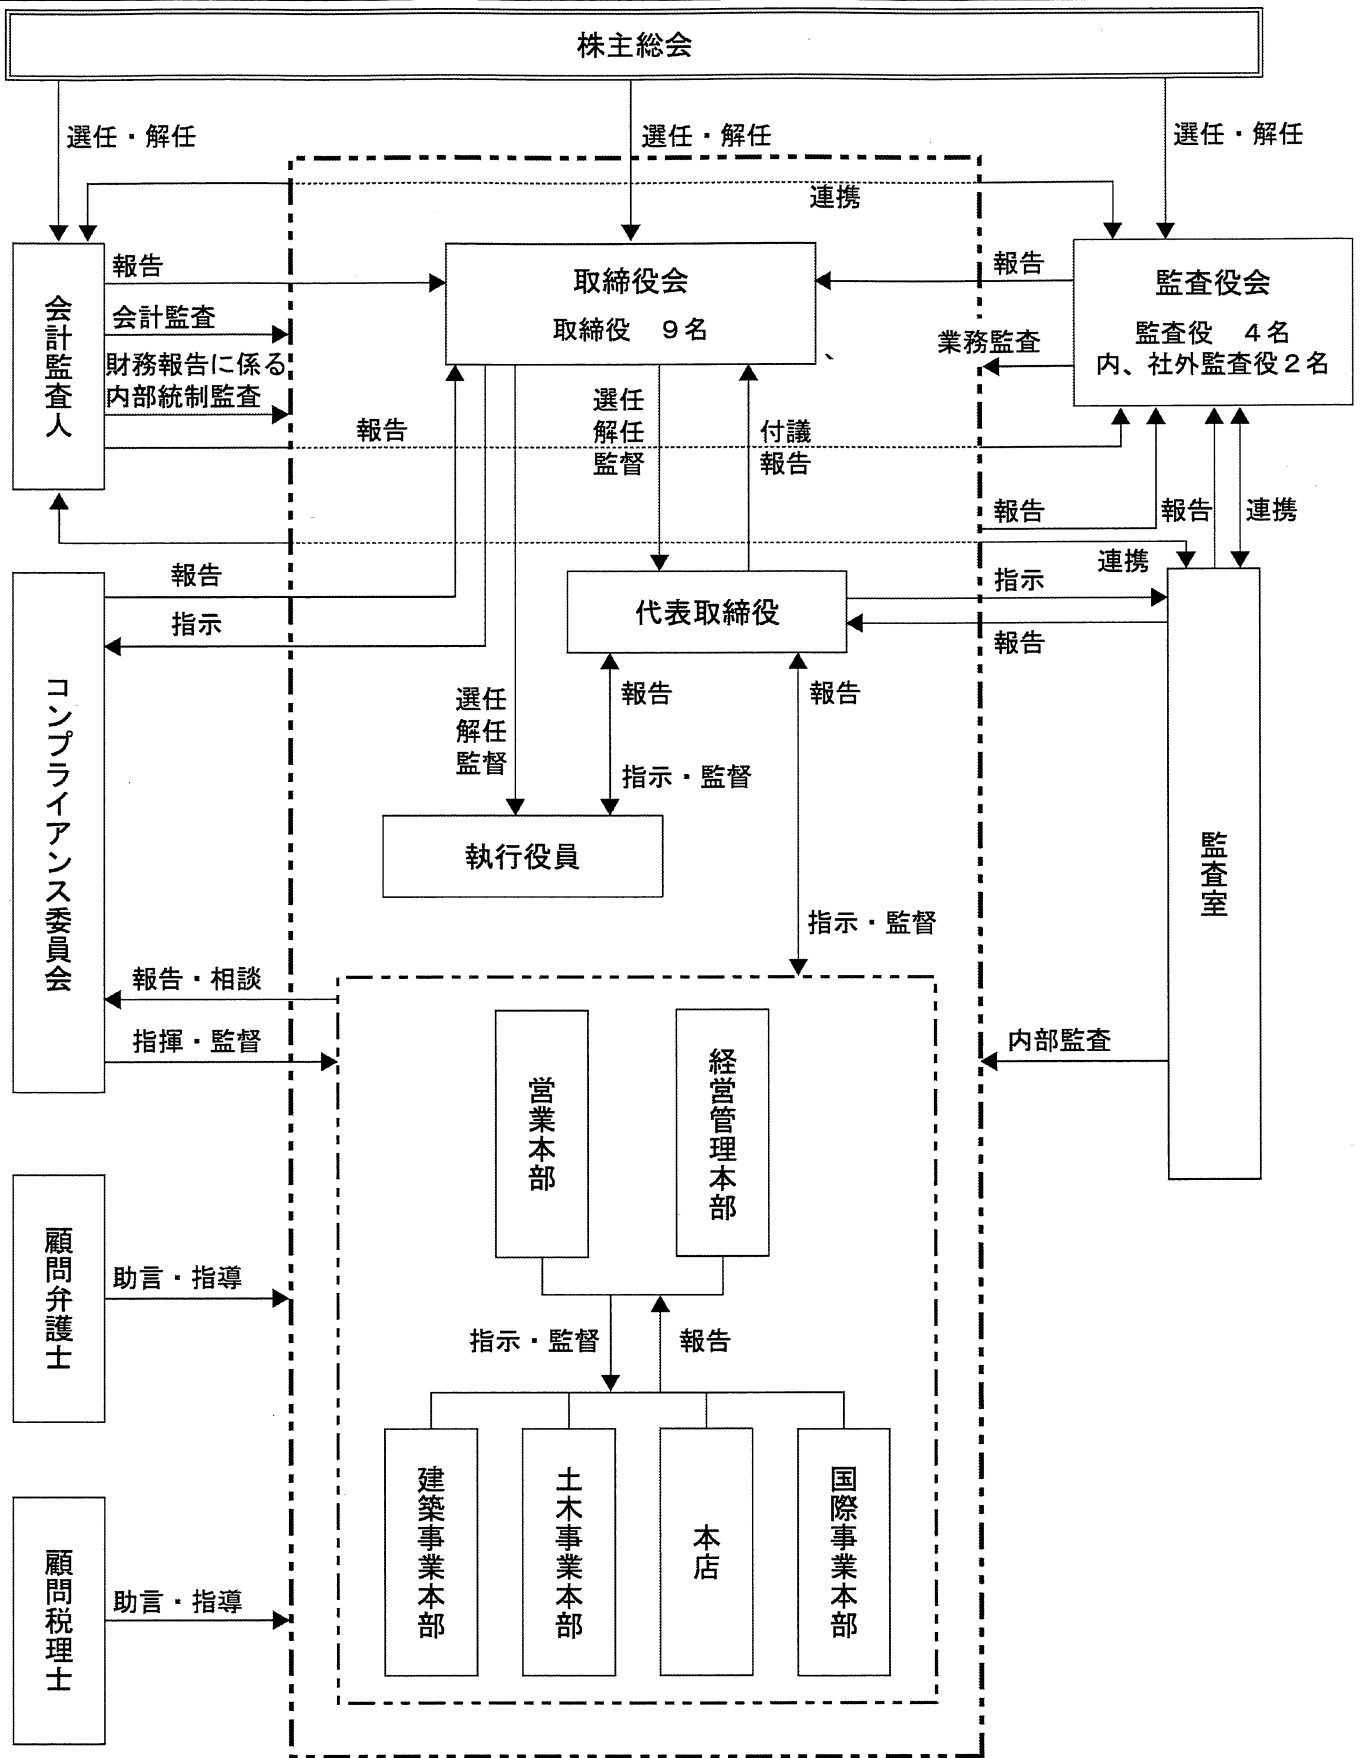 株主総会
選任・解任
選任・解任
選任・解任
連携
報告
会計監査
財務報告に係る
内部統制監査
会計監査人
取締役会
取締役　９名
報告
業務監査
監査役会
監査役　４名
内、社外監査役２名
、
報告
選任
解任
監督
付議
報告
報告
報告
連携
連携
報告
指示
代表取締役
指示
報告
コンプライアンス委員会
選任
解任
監督
報告
指示・監督
報告
指示・監督
執行役員
監査室
報告・相談
指揮・監督
内部監査
営業本部
経営管理本部
顧問弁護士
助言・指導
指示・監督
報告
建築事業本部
土木事業本部
本店
国際事業本部
顧問税理士
助言・指導